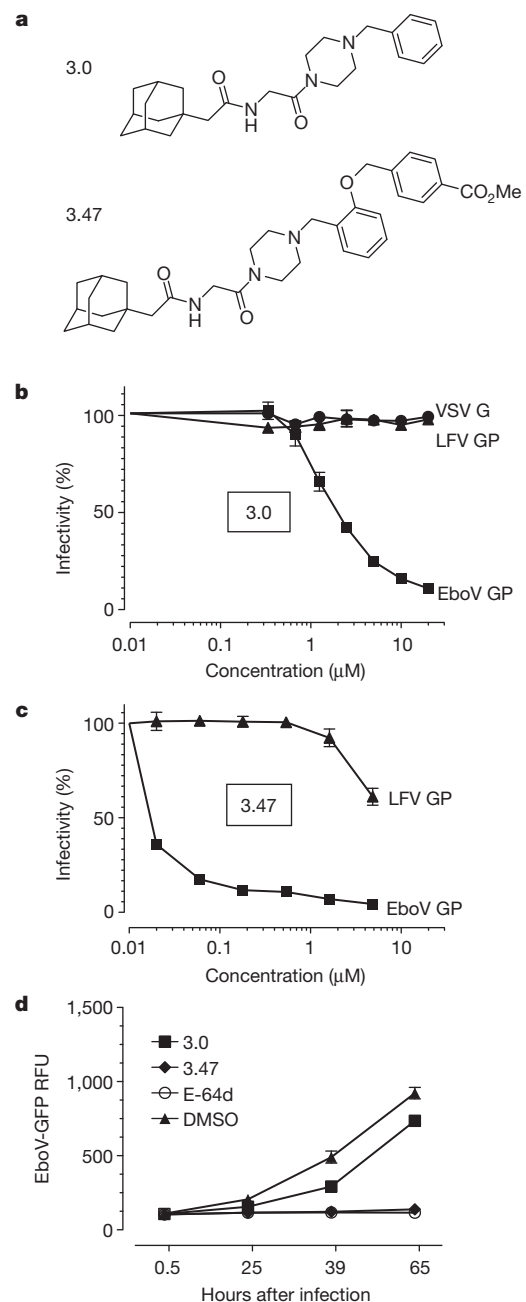 a
3.0
O
N
H
O
N
N
3.47
O
N
H
O
N
N
O
CO₂Me
b
Infectivity (%)
100
50
0
3.0
VSV G
LFV GP
EboV GP
0.01 0.1 1 10
Concentration (μM)
c
Infectivity (%)
100
50
0
3.47
LFV GP
EboV GP
0.01 0.1 1 10
Concentration (μM)
d
EboV-GFP RFU
1,500
1,000
500
0
3.0
3.47
E-64d
DMSO
0.5 25 39 65
Hours after infection